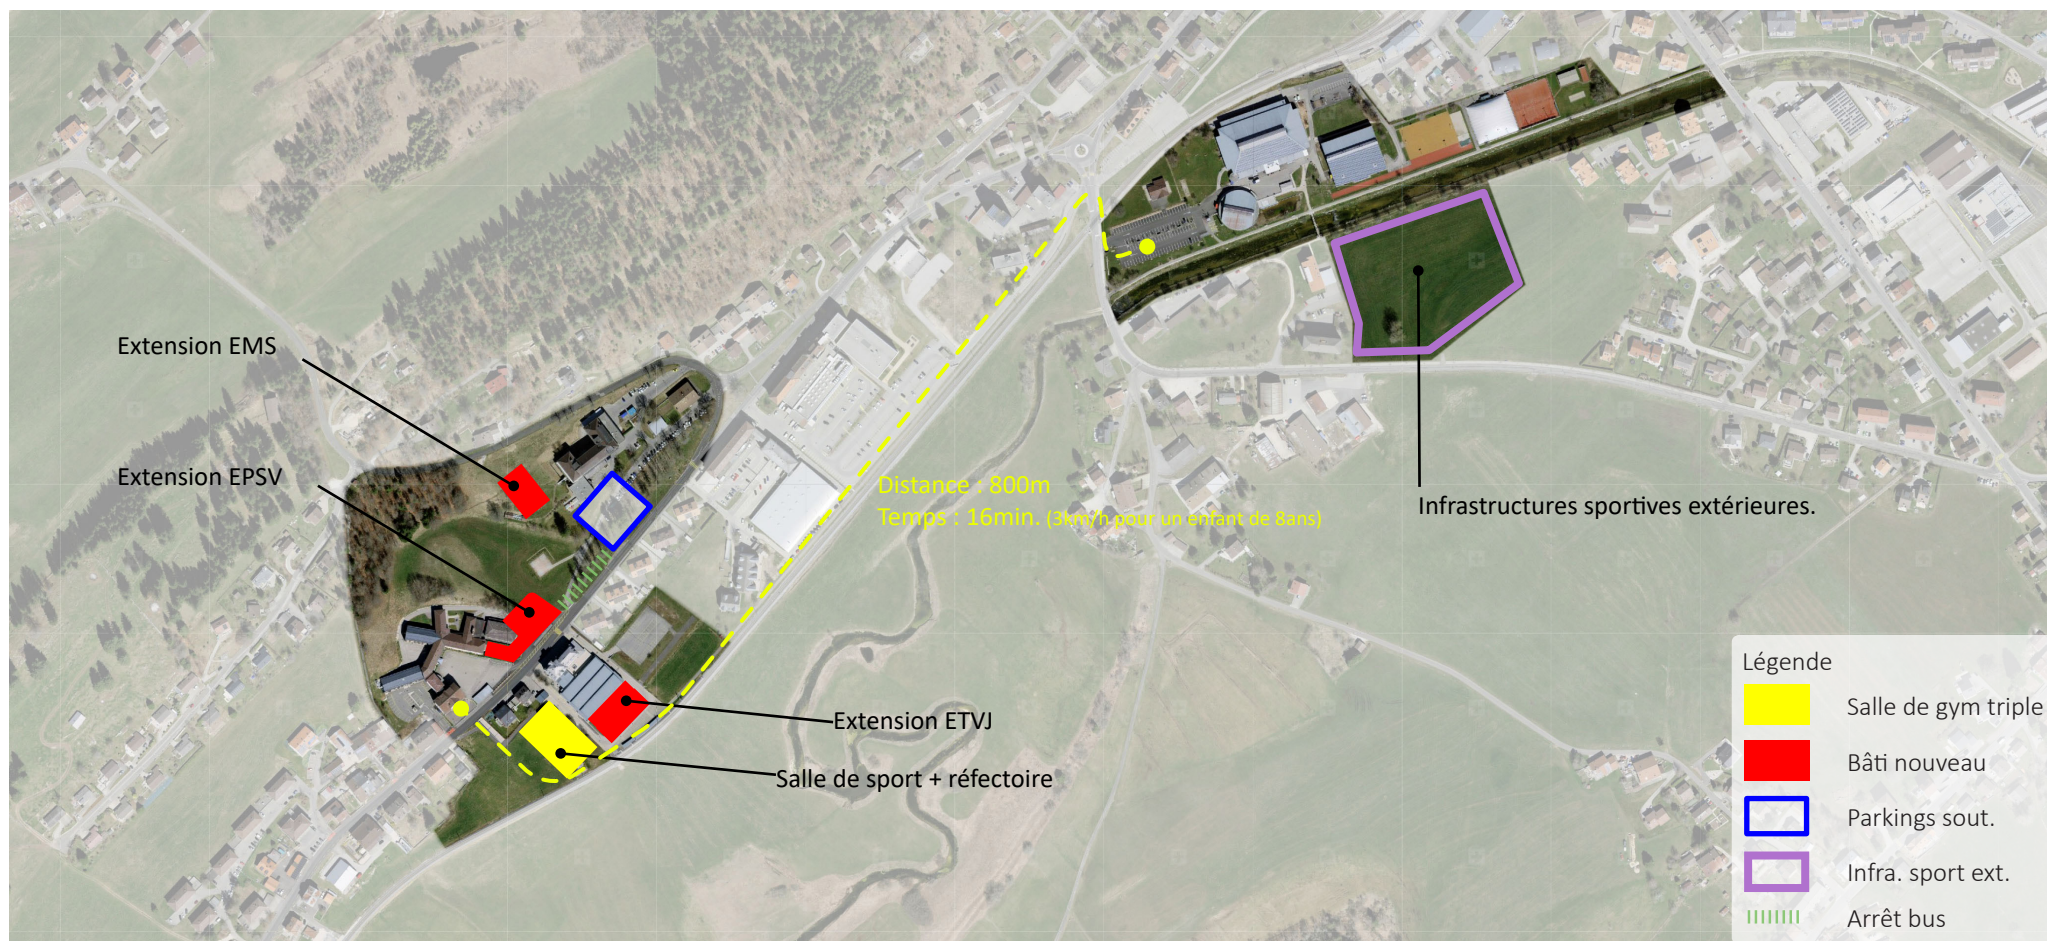 Extension EMS
Extension EPSV
Distance : 800m
Temps : 16min. (3km/h pour un enfant de 8ans)
Infrastructures sportives extérieures.
Extension ETVJ
Salle de sport + réfectoire
Légende
Salle de gym triple
Bâti nouveau
Parkings sout.
Infra. sport ext.
Arrêt bus